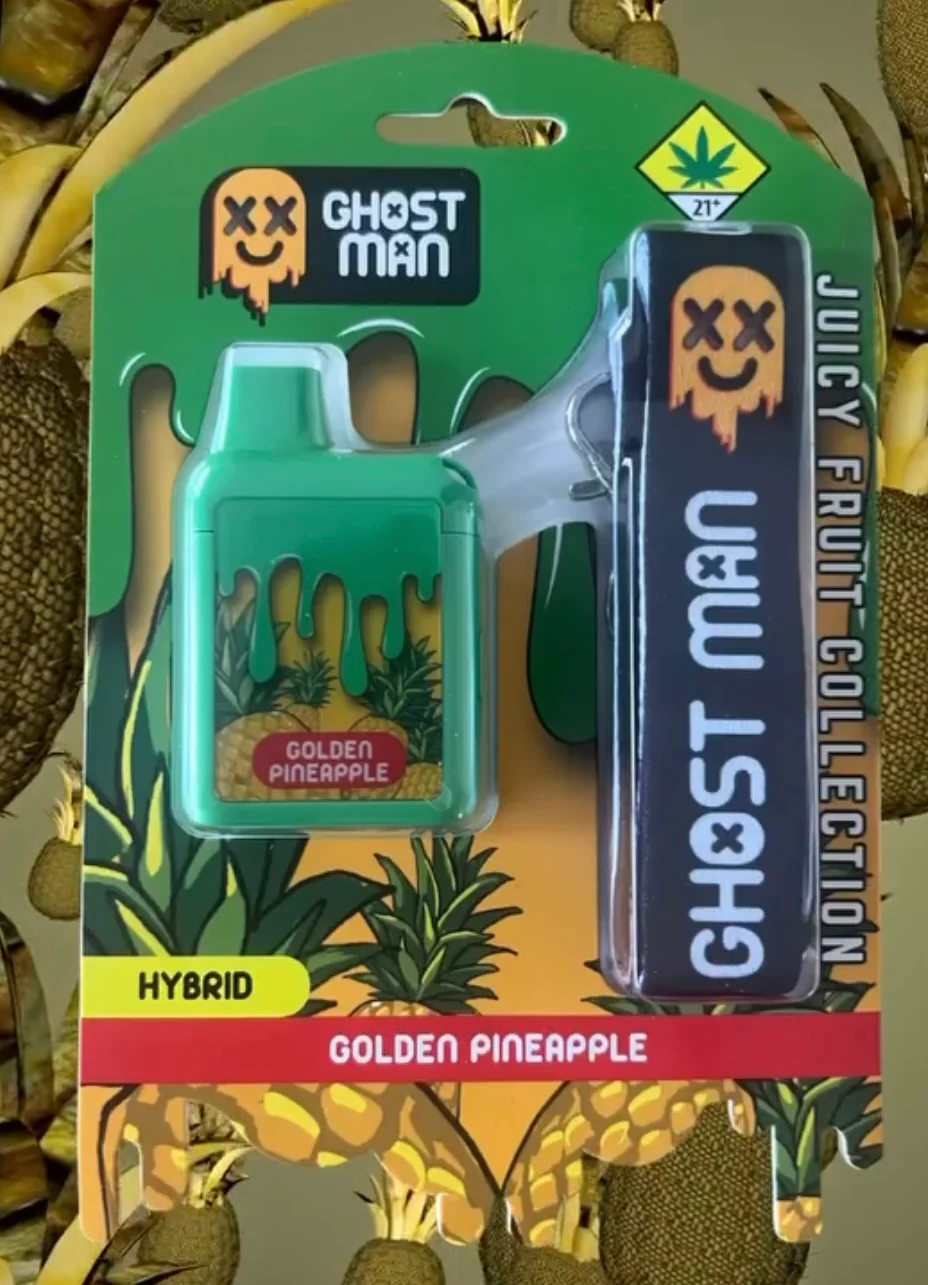 GHOST
MAN
21+
JUICY FRUIT COLLECTION
GHOST MAN
GOLDEN
PINEAPPLE
HYBRID
GOLDEN PINEAPPLE